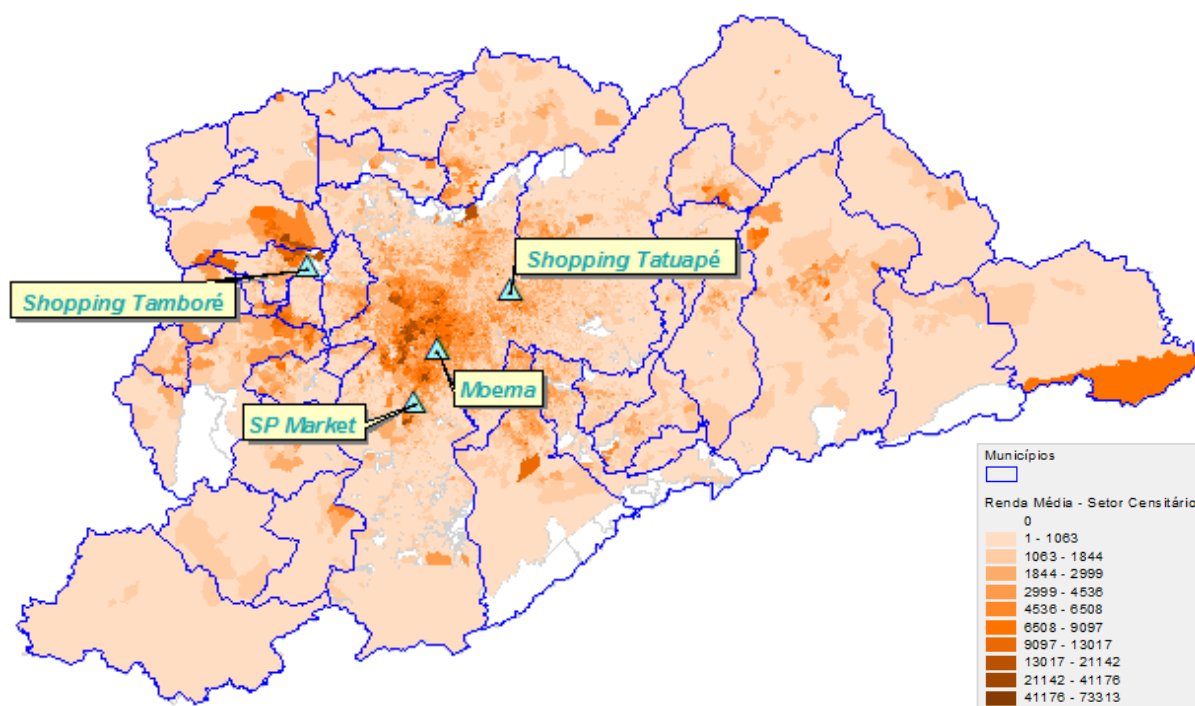 Shopping Tatuapé
Shopping Tamboré
Moema
SP Market
Municípios
Renda Média - Setor Censitário
0
1 - 1063
1063 - 1844
1844 - 2999
2999 - 4536
4536 - 6508
6508 - 9097
9097 - 13017
13017 - 21142
21142 - 41176
41176 - 73313